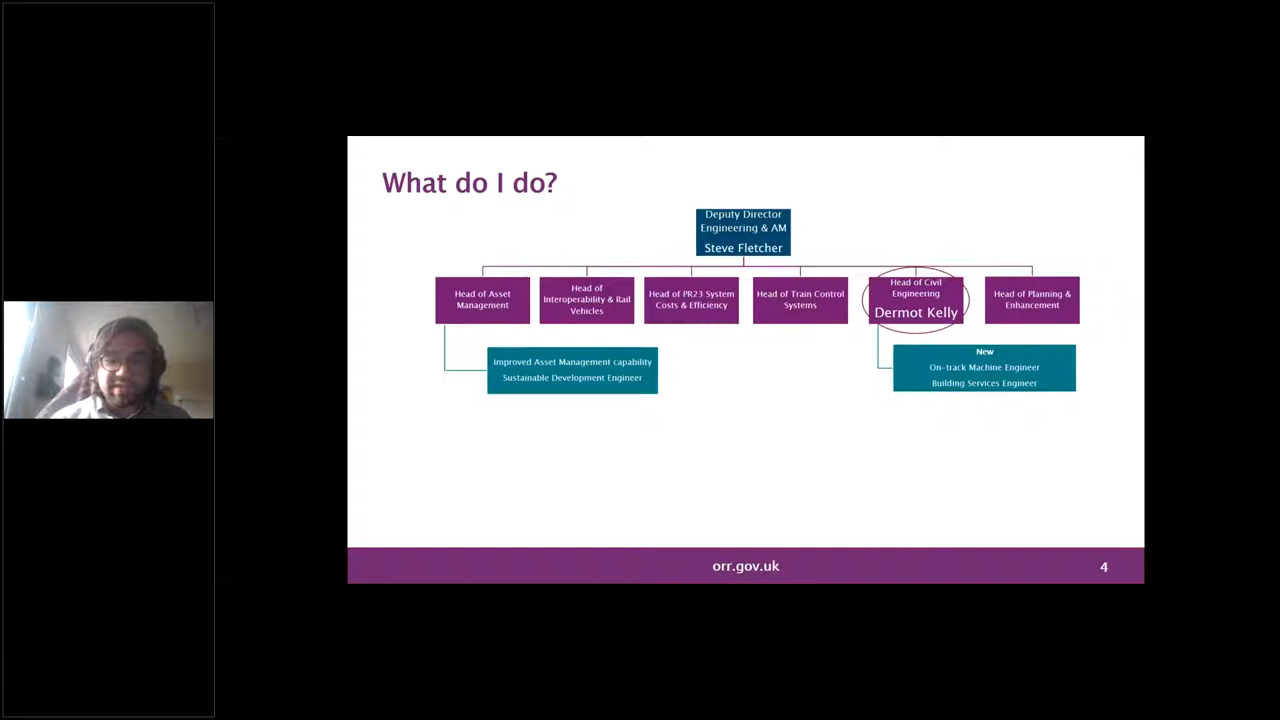 What do I do?
Deputy Director
Engineering & AM
Steve Fletcher
Head of Asset
Management
Head of
Interoperability & Rail
Vehicles
Head of PR23 System
Costs & Efficiency
Head of Train Control
Systems
Head of Civil
Engineering
Dermot Kelly
Head of Planning &
Enhancement
Improved Asset Management capability
Sustainable Development Engineer
New
On-track Machine Engineer
Building Services Engineer
orr.gov.uk
4